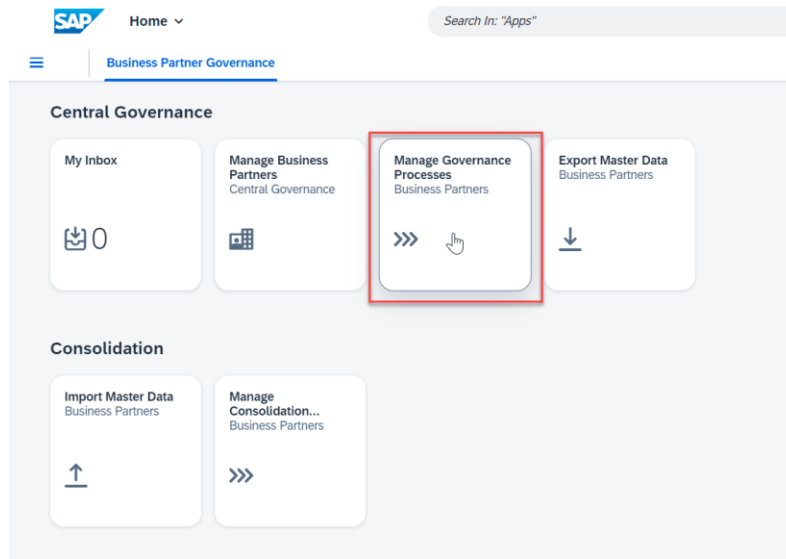 SAP Home
Search In: "Apps"
Business Partner Governance
Central Governance
My Inbox
0
Manage Business
Partners
Central Governance
Manage Governance
Processes
Business Partners
Export Master Data
Business Partners
Consolidation
Import Master Data
Business Partners
Manage
Consolidation...
Business Partners